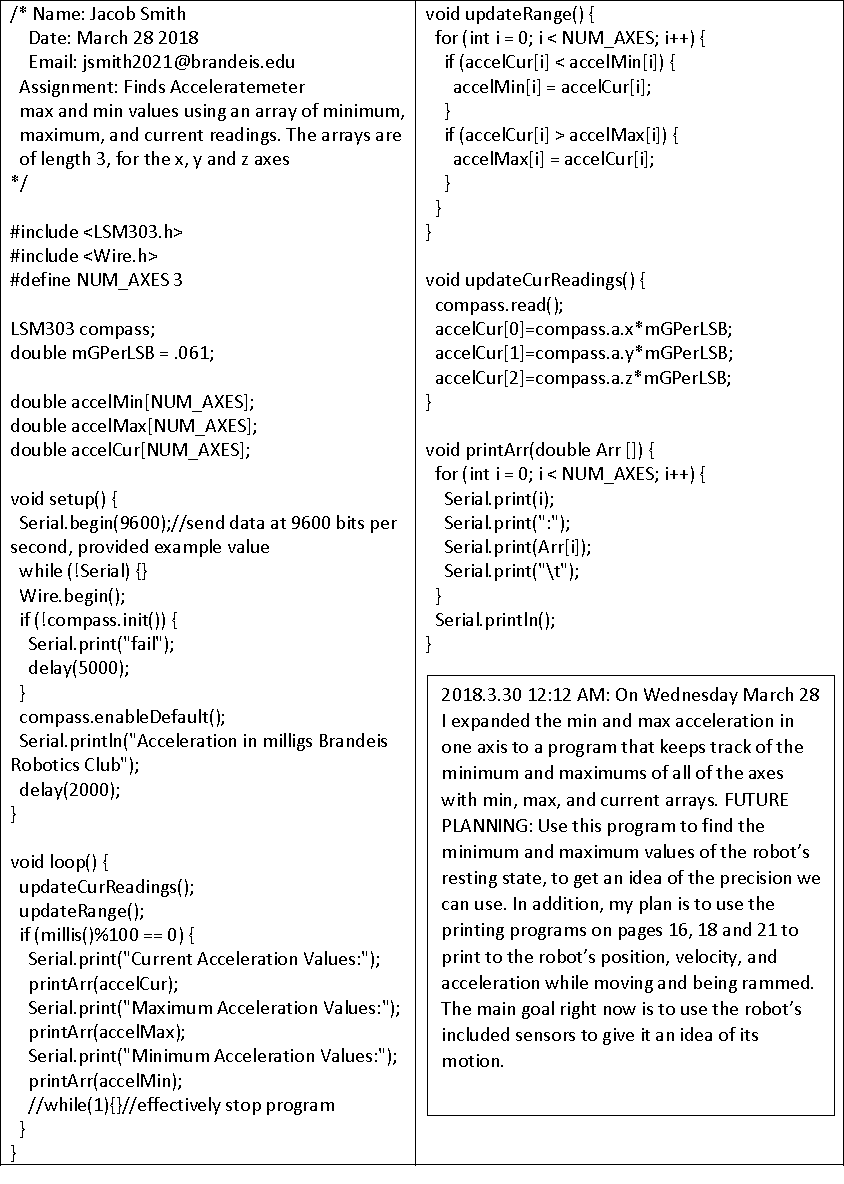 /* Name: Jacob Smith
Date: March 28 2018
Email: jsmith2021@brandeis.edu
Assignment: Finds Acceleratemeter
max and min values using an array of minimum,
maximum, and current readings. The arrays are
of length 3, for the x, y and z axes
*/
#include <LSM303.h>
#include <Wire.h>
#define NUM_AXES 3
LSM303 compass;
double mGPerLSB = .061;
double accelMin[NUM_AXES];
double accelMax[NUM_AXES];
double accelCur[NUM_AXES];
void setup() {
Serial.begin(9600);//send data at 9600 bits per
second, provided example value
while (!Serial) {}
Wire.begin();
if (!compass.init()) {
Serial.print("fail");
delay(5000);
}
compass.enableDefault();
Serial.println("Acceleration in milligs Brandeis
Robotics Club");
delay(2000);
}
void loop() {
updateCurReadings();
updateRange();
if (millis()%100 == 0) {
Serial.print("Current Acceleration Values:");
printArr(accelCur);
Serial.print("Maximum Acceleration Values:");
printArr(accelMax);
Serial.print("Minimum Acceleration Values:");
printArr(accelMin);
//while(1){}//effectively stop program
}
}
void updateRange() {
for (int i = 0; i < NUM_AXES; i++) {
if (accelCur[i] < accelMin[i]) {
accelMin[i] = accelCur[i];
}
if (accelCur[i] > accelMax[i]) {
accelMax[i] = accelCur[i];
}
}
}
void updateCurReadings() {
compass.read();
accelCur[0]=compass.a.x*mGPerLSB;
accelCur[1]=compass.a.y*mGPerLSB;
accelCur[2]=compass.a.z*mGPerLSB;
}
void printArr(double Arr []) {
for (int i = 0; i < NUM_AXES; i++) {
Serial.print(i);
Serial.print(":");
Serial.print(Arr[i]);
Serial.print("\t");
}
Serial.println();
}
2018.3.30 12:12 AM: On Wednesday March 28
I expanded the min and max acceleration in
one axis to a program that keeps track of the
minimum and maximums of all of the axes
with min, max, and current arrays. FUTURE
PLANNING: Use this program to find the
minimum and maximum values of the robot's
resting state, to get an idea of the precision we
can use. In addition, my plan is to use the
printing programs on pages 16, 18 and 21 to
print to the robot's position, velocity, and
acceleration while moving and being rammed.
The main goal right now is to use the robot's
included sensors to give it an idea of its
motion.